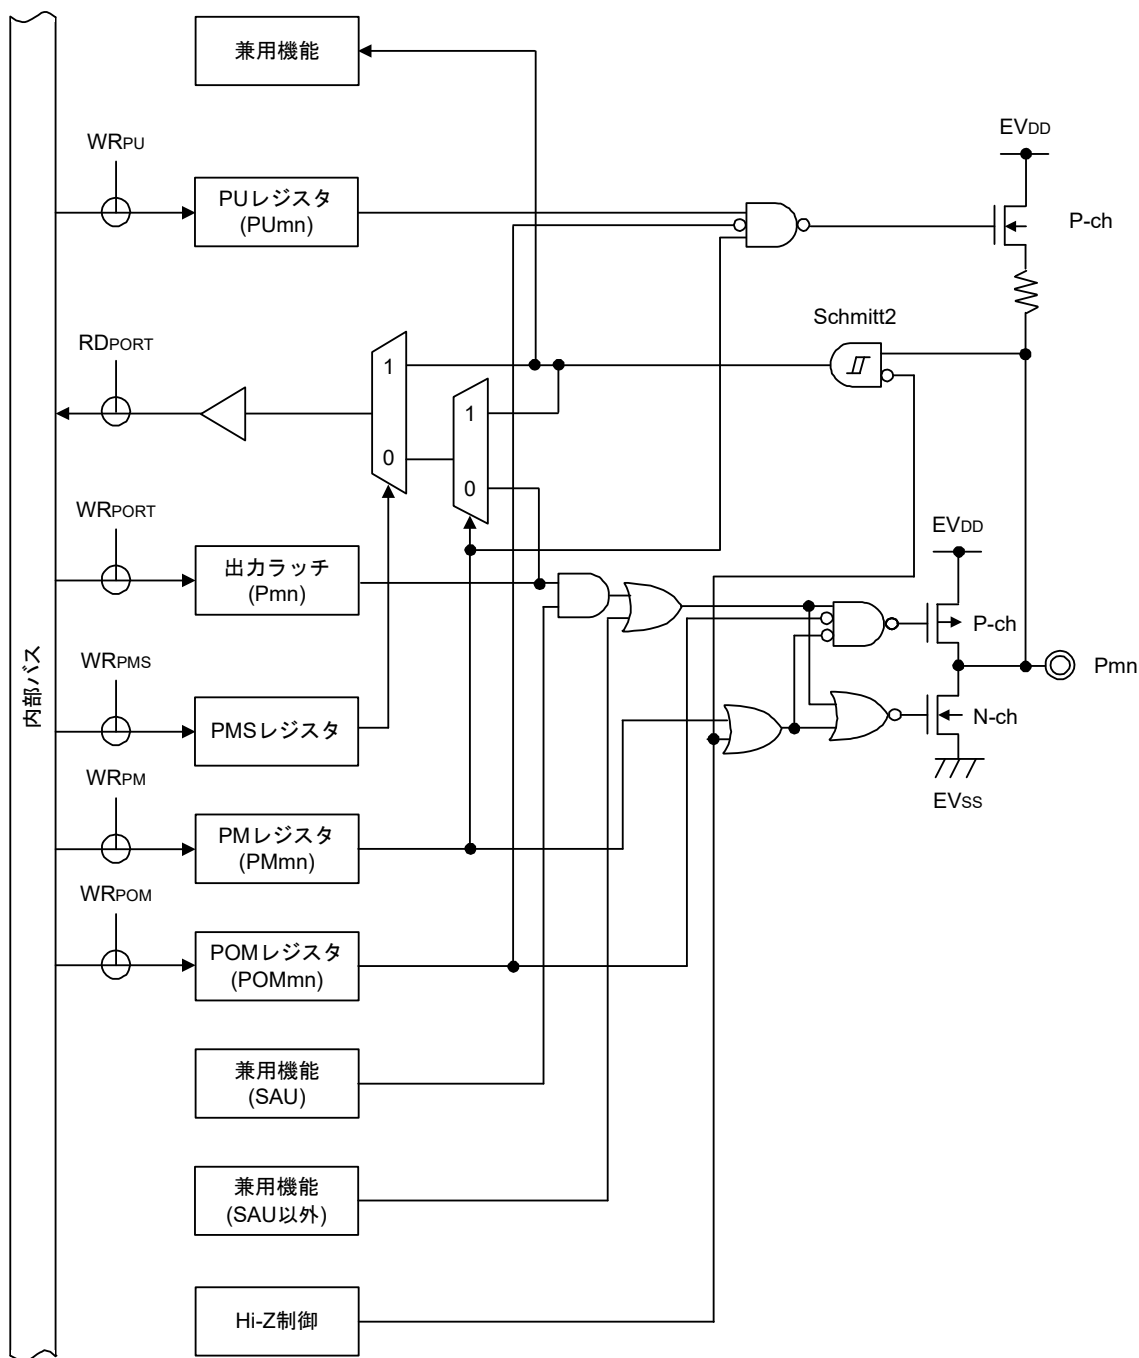 兼用機能
WRPU
PUレジスタ
(PUmn)
EVDD
P-ch
Schmitt2
RDPORT
1
0
1
0
WRPORT
出力ラッチ
(Pmn)
EVDD
P-ch
Pmn
N-ch
EVSS
内部バス
WRPMS
PMSレジスタ
WRPM
PMレジスタ
(PMmn)
WRPOM
POMレジスタ
(POMmn)
兼用機能
(SAU)
兼用機能
(SAU以外)
Hi-Z制御